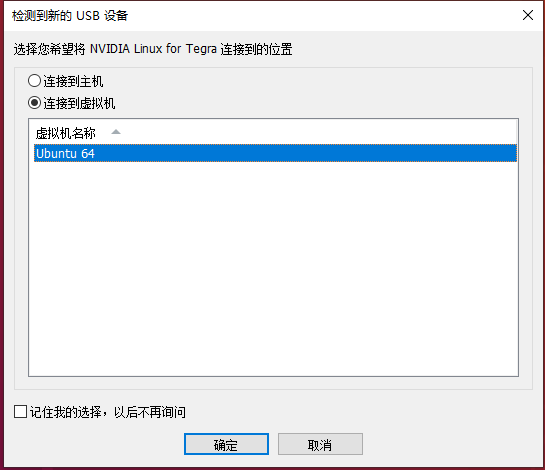 检测到新的 USB 设备
选择您希望将 NVIDIA Linux for Tegra 连接到的位置
连接到主机
连接到虚拟机
虚拟机名称
Ubuntu 64
记住我的选择，以后不再询问
确定
取消